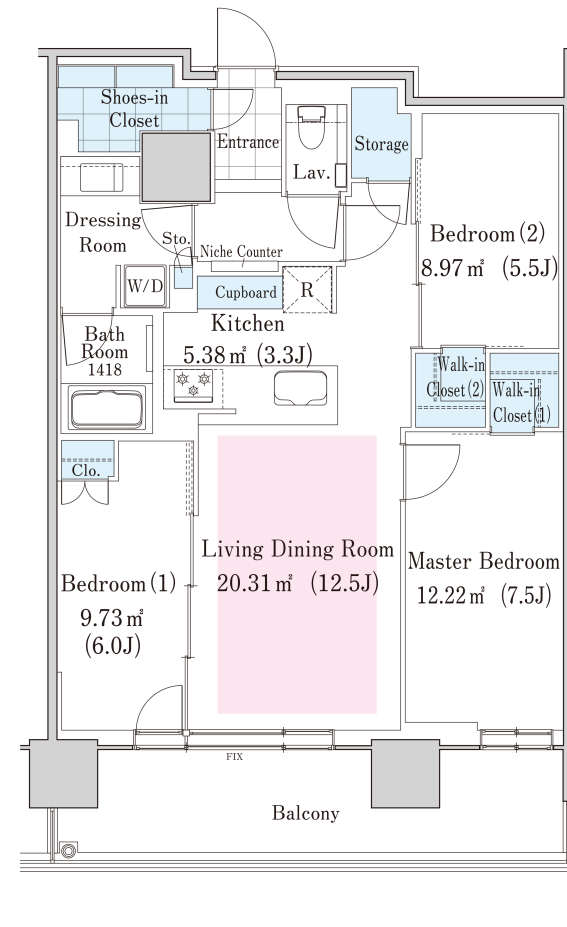 Shoes-in
Closet
Entrance
Lav.
Storage
Dressing
Room
Sto.
Niche Counter
W/D
Cupboard
R
Bedroom (2)
8.97㎡ (5.5J)
Kitchen
5.38㎡ (3.3J)
Bath
Room
1418
Walk-in
Closet(2)
Walk-in
Closet(1)
Clo.
Living Dining Room
20.31㎡ (12.5J)
Master Bedroom
12.22㎡ (7.5J)
Bedroom (1)
9.73㎡
(6.0J)
FIX
Balcony